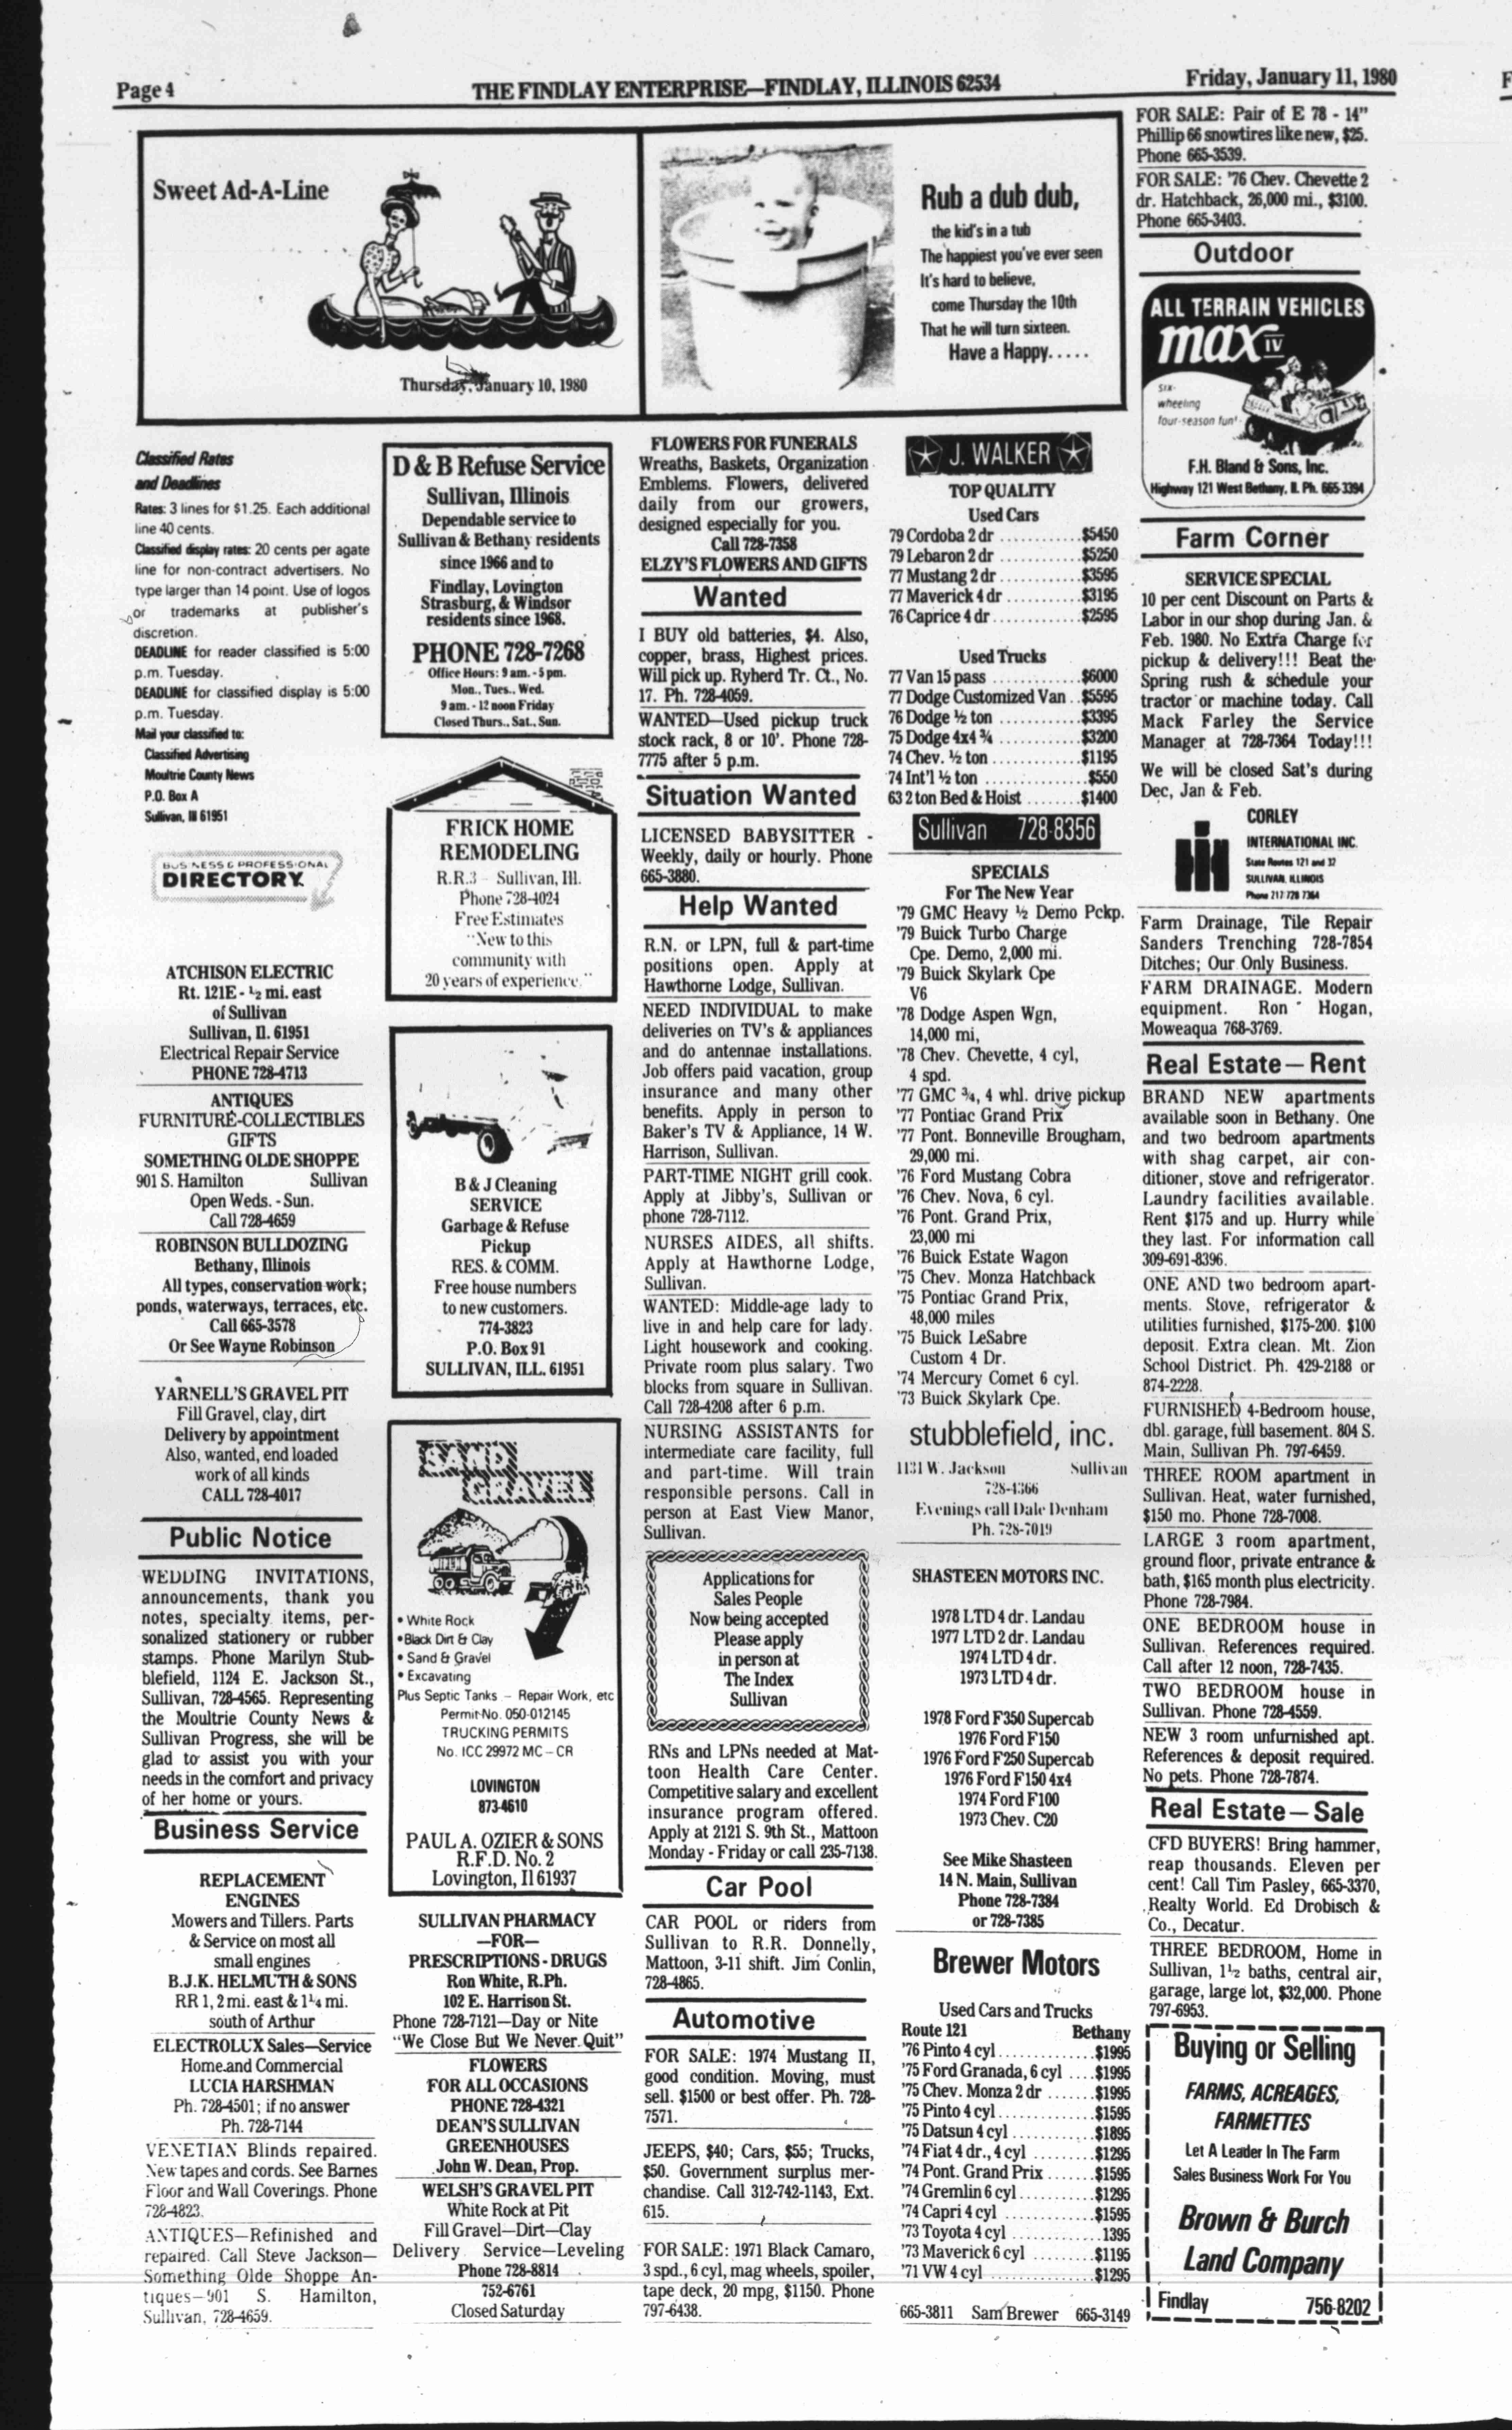 Page 4
THE FINDLAY ENTERPRISE—FINDLAY, ILLINOIS 62534
Friday, January 11, 1980
Sweet Ad-A-Line
Thursday, January 10, 1980
Rub a dub dub,
the kid's in a tub
The happiest you've ever seen
It's hard to believe,
come Thursday the 10th
That he will turn sixteen.
Have a Happy.....
Classified Rates
and Deadlines
Rates: 3 lines for $1.25. Each additional
line 40 cents.
Classified display rates: 20 cents per agate
line for non-contract advertisers. No
type larger than 14 point. Use of logos
or trademarks at publisher's
discretion.
DEADLINE for reader classified is 5:00
p.m. Tuesday.
DEADLINE for classified display is 5:00
p.m. Tuesday.
Mail your classified to:
Classified Advertising
Moultrie County News
P.O. Box A
Sullivan, Ill 61951
BUSINESS & PROFESSIONAL
DIRECTORY
ATCHISON ELECTRIC
Rt. 121E - ½ mi. east
of Sullivan
Sullivan, Il. 61951
Electrical Repair Service
PHONE 728-4713
ANTIQUES
FURNITURE-COLLECTIBLES
GIFTS
SOMETHING OLDE SHOPPE
901 S. Hamilton Sullivan
Open Weds. - Sun.
Call 728-4659
ROBINSON BULLDOZING
Bethany, Illinois
All types, conservation work;
ponds, waterways, terraces, etc.
Call 665-3578
Or See Wayne Robinson
YARNELL'S GRAVEL PIT
Fill Gravel, clay, dirt
Delivery by appointment
Also, wanted, end loaded
work of all kinds
CALL 728-4017
Public Notice
WEDDING INVITATIONS,
announcements, thank you
notes, specialty items, per-
sonalized stationery or rubber
stamps. Phone Marilyn Stub-
blefield, 1124 E. Jackson St.,
Sullivan, 728-4565. Representing
the Moultrie County News &
Sullivan Progress, she will be
glad to assist you with your
needs in the comfort and privacy
of her home or yours.
Business Service
REPLACEMENT
ENGINES
Mowers and Tillers. Parts
& Service on most all
small engines
B.J.K. HELMUTH & SONS
RR 1, 2 mi. east & 1¼ mi.
south of Arthur
ELECTROLUX Sales—Service
Home and Commercial
LUCIA HARSHMAN
Ph. 728-4501; if no answer
Ph. 728-7144
VENETIAN Blinds repaired.
New tapes and cords. See Barnes
Floor and Wall Coverings. Phone
728-4823.
ANTIQUES—Refinished and
repaired. Call Steve Jackson—
Something Olde Shoppe An-
tiques—901 S. Hamilton,
Sullivan, 728-4659.
D & B Refuse Service
Sullivan, Illinois
Dependable service to
Sullivan & Bethany residents
since 1966 and to
Findlay, Lovington
Strasburg, & Windsor
residents since 1968.
PHONE 728-7268
Office Hours: 9 am. - 5 pm.
Mon., Tues., Wed.
9 am. - 12 noon Friday
Closed Thurs., Sat., Sun.
FRICK HOME
REMODELING
R.R.3 - Sullivan, Ill.
Phone 728-4024
Free Estimates
"New to this
community with
20 years of experience."
B & J Cleaning
SERVICE
Garbage & Refuse
Pickup
RES. & COMM.
Free house numbers
to new customers.
774-3823
P.O. Box 91
SULLIVAN, ILL. 61951
SAND
GRAVEL
• White Rock
• Black Dirt & Clay
• Sand & Gravel
• Excavating
Plus Septic Tanks - Repair Work, etc
Permit No. 050-012145
TRUCKING PERMITS
No. ICC 29972 MC-CR
LOVINGTON
873-4610
PAUL A. OZIER & SONS
R.F.D. No. 2
Lovington, Il 61937
SULLIVAN PHARMACY
—FOR—
PRESCRIPTIONS - DRUGS
Ron White, R.Ph.
102 E. Harrison St.
Phone 728-7121—Day or Nite
"We Close But We Never Quit"
FLOWERS
FOR ALL OCCASIONS
PHONE 728-4321
DEAN'S SULLIVAN
GREENHOUSES
John W. Dean, Prop.
WELSH'S GRAVEL PIT
White Rock at Pit
Fill Gravel—Dirt—Clay
Delivery Service—Leveling
Phone 728-8814
752-6761
Closed Saturday
FLOWERS FOR FUNERALS
Wreaths, Baskets, Organization
Emblems. Flowers, delivered
daily from our growers,
designed especially for you.
Call 728-7358
ELZY'S FLOWERS AND GIFTS
Wanted
I BUY old batteries, $4. Also,
copper, brass, Highest prices.
Will pick up. Ryherd Tr. Ct., No.
17. Ph. 728-4059.
WANTED—Used pickup truck
stock rack, 8 or 10'. Phone 728-
7775 after 5 p.m.
Situation Wanted
LICENSED BABYSITTER -
Weekly, daily or hourly. Phone
665-3880.
Help Wanted
R.N. or LPN, full & part-time
positions open. Apply at
Hawthorne Lodge, Sullivan.
NEED INDIVIDUAL to make
deliveries on TV's & appliances
and do antennae installations.
Job offers paid vacation, group
insurance and many other
benefits. Apply in person to
Baker's TV & Appliance, 14 W.
Harrison, Sullivan.
PART-TIME NIGHT grill cook.
Apply at Jibby's, Sullivan or
phone 728-7112.
NURSES AIDES, all shifts.
Apply at Hawthorne Lodge,
Sullivan.
WANTED: Middle-age lady to
live in and help care for lady.
Light housework and cooking.
Private room plus salary. Two
blocks from square in Sullivan.
Call 728-4208 after 6 p.m.
NURSING ASSISTANTS for
intermediate care facility, full
and part-time. Will train
responsible persons. Call in
person at East View Manor,
Sullivan.
Applications for
Sales People
Now being accepted
Please apply
in person at
The Index
Sullivan
RNs and LPNs needed at Mat-
toon Health Care Center.
Competitive salary and excellent
insurance program offered.
Apply at 2121 S. 9th St., Mattoon
Monday - Friday or call 235-7138.
Car Pool
CAR POOL or riders from
Sullivan to R.R. Donnelly,
Mattoon, 3-11 shift. Jim Conlin,
728-4865.
Automotive
FOR SALE: 1974 Mustang II,
good condition. Moving, must
sell. $1500 or best offer. Ph. 728-
7571.
JEEPS, $40; Cars, $55; Trucks,
$50. Government surplus mer-
chandise. Call 312-742-1143, Ext.
615.
FOR SALE: 1971 Black Camaro,
3 spd., 6 cyl, mag wheels, spoiler,
tape deck, 20 mpg, $1150. Phone
797-6438.
J. WALKER
TOP QUALITY
Used Cars
79 Cordoba 2 dr ........... $5450
79 Lebaron 2 dr ........... $5250
77 Mustang 2 dr ........... $3595
77 Maverick 4 dr ........... $3195
76 Caprice 4 dr ........... $2595
Used Trucks
77 Van 15 pass ........... $6000
77 Dodge Customized Van .. $5595
76 Dodge ½ ton ........... $3395
75 Dodge 4x4 ¾ ........... $3200
74 Chev. ½ ton ........... $1195
74 Int'l ½ ton ........... $550
63 2 ton Bed & Hoist ....... $1400
Sullivan 728-8356
SPECIALS
For The New Year
'79 GMC Heavy ½ Demo Pckp.
'79 Buick Turbo Charge
Cpe. Demo, 2,000 mi.
'79 Buick Skylark Cpe
V6
'78 Dodge Aspen Wgn,
14,000 mi,
'78 Chev. Chevette, 4 cyl,
4 spd.
'77 GMC ¾, 4 whl. drive pickup
'77 Pontiac Grand Prix
'77 Pont. Bonneville Brougham,
29,000 mi.
'76 Ford Mustang Cobra
'76 Chev. Nova, 6 cyl.
'76 Pont. Grand Prix,
23,000 mi
'76 Buick Estate Wagon
'75 Chev. Monza Hatchback
'75 Pontiac Grand Prix,
48,000 miles
'75 Buick LeSabre
Custom 4 Dr.
'74 Mercury Comet 6 cyl.
'73 Buick Skylark Cpe.
stubblefield, inc.
1131 W. Jackson Sullivan
728-4366
Evenings call Dale Denham
Ph. 728-7019
SHASTEEN MOTORS INC.
1978 LTD 4 dr. Landau
1977 LTD 2 dr. Landau
1974 LTD 4 dr.
1973 LTD 4 dr.
1978 Ford F350 Supercab
1976 Ford F150
1976 Ford F250 Supercab
1976 Ford F150 4x4
1974 Ford F100
1973 Chev. C20
See Mike Shasteen
14 N. Main, Sullivan
Phone 728-7384
or 728-7385
Brewer Motors
Used Cars and Trucks
Route 121 Bethany
'76 Pinto 4 cyl ............. $1995
'75 Ford Granada, 6 cyl .... $1995
'75 Chev. Monza 2 dr ....... $1995
'75 Pinto 4 cyl ............. $1595
'75 Datsun 4 cyl ............ $1895
'74 Fiat 4 dr., 4 cyl .......... $1295
'74 Pont. Grand Prix ....... $1595
'74 Gremlin 6 cyl ........... $1295
'74 Capri 4 cyl ............. $1595
'73 Toyota 4 cyl ............ 1395
'73 Maverick 6 cyl ......... $1195
'71 VW 4 cyl ............... $1295
665-3811 Sam Brewer 665-3149
FOR SALE: Pair of E 78 - 14"
Phillip 66 snowtires like new, $25.
Phone 665-3539.
FOR SALE: '76 Chev. Chevette 2
dr. Hatchback, 26,000 mi., $3100.
Phone 665-3403.
Outdoor
ALL TERRAIN VEHICLES
max IV
six-
wheeling
four-season fun!
F.H. Bland & Sons, Inc.
Highway 121 West Bethany, Il. Ph. 665-3394
Farm Corner
SERVICE SPECIAL
10 per cent Discount on Parts &
Labor in our shop during Jan. &
Feb. 1980. No Extra Charge for
pickup & delivery!!! Beat the
Spring rush & schedule your
tractor or machine today. Call
Mack Farley the Service
Manager at 728-7364 Today!!!
We will be closed Sat's during
Dec, Jan & Feb.
CORLEY
INTERNATIONAL INC.
State Routes 121 and 32
SULLIVAN, ILLINOIS
Phone 217/728 7364
Farm Drainage, Tile Repair
Sanders Trenching 728-7854
Ditches; Our Only Business.
FARM DRAINAGE. Modern
equipment. Ron Hogan,
Moweaqua 768-3769.
Real Estate—Rent
BRAND NEW apartments
available soon in Bethany. One
and two bedroom apartments
with shag carpet, air con-
ditioner, stove and refrigerator.
Laundry facilities available.
Rent $175 and up. Hurry while
they last. For information call
309-691-8396.
ONE AND two bedroom apart-
ments. Stove, refrigerator &
utilities furnished, $175-200. $100
deposit. Extra clean. Mt. Zion
School District. Ph. 429-2188 or
874-2228.
FURNISHED 4-Bedroom house,
dbl. garage, full basement. 804 S.
Main, Sullivan Ph. 797-6459.
THREE ROOM apartment in
Sullivan. Heat, water furnished,
$150 mo. Phone 728-7008.
LARGE 3 room apartment,
ground floor, private entrance &
bath, $165 month plus electricity.
Phone 728-7984.
ONE BEDROOM house in
Sullivan. References required.
Call after 12 noon, 728-7435.
TWO BEDROOM house in
Sullivan. Phone 728-4559.
NEW 3 room unfurnished apt.
References & deposit required.
No pets. Phone 728-7874.
Real Estate—Sale
CFD BUYERS! Bring hammer,
reap thousands. Eleven per
cent! Call Tim Pasley, 665-3370,
Realty World. Ed Drobisch &
Co., Decatur.
THREE BEDROOM, Home in
Sullivan, 1½ baths, central air,
garage, large lot, $32,000. Phone
797-6953.
Buying or Selling
FARMS, ACREAGES,
FARMETTES
Let A Leader In The Farm
Sales Business Work For You
Brown & Burch
Land Company
Findlay 756-8202